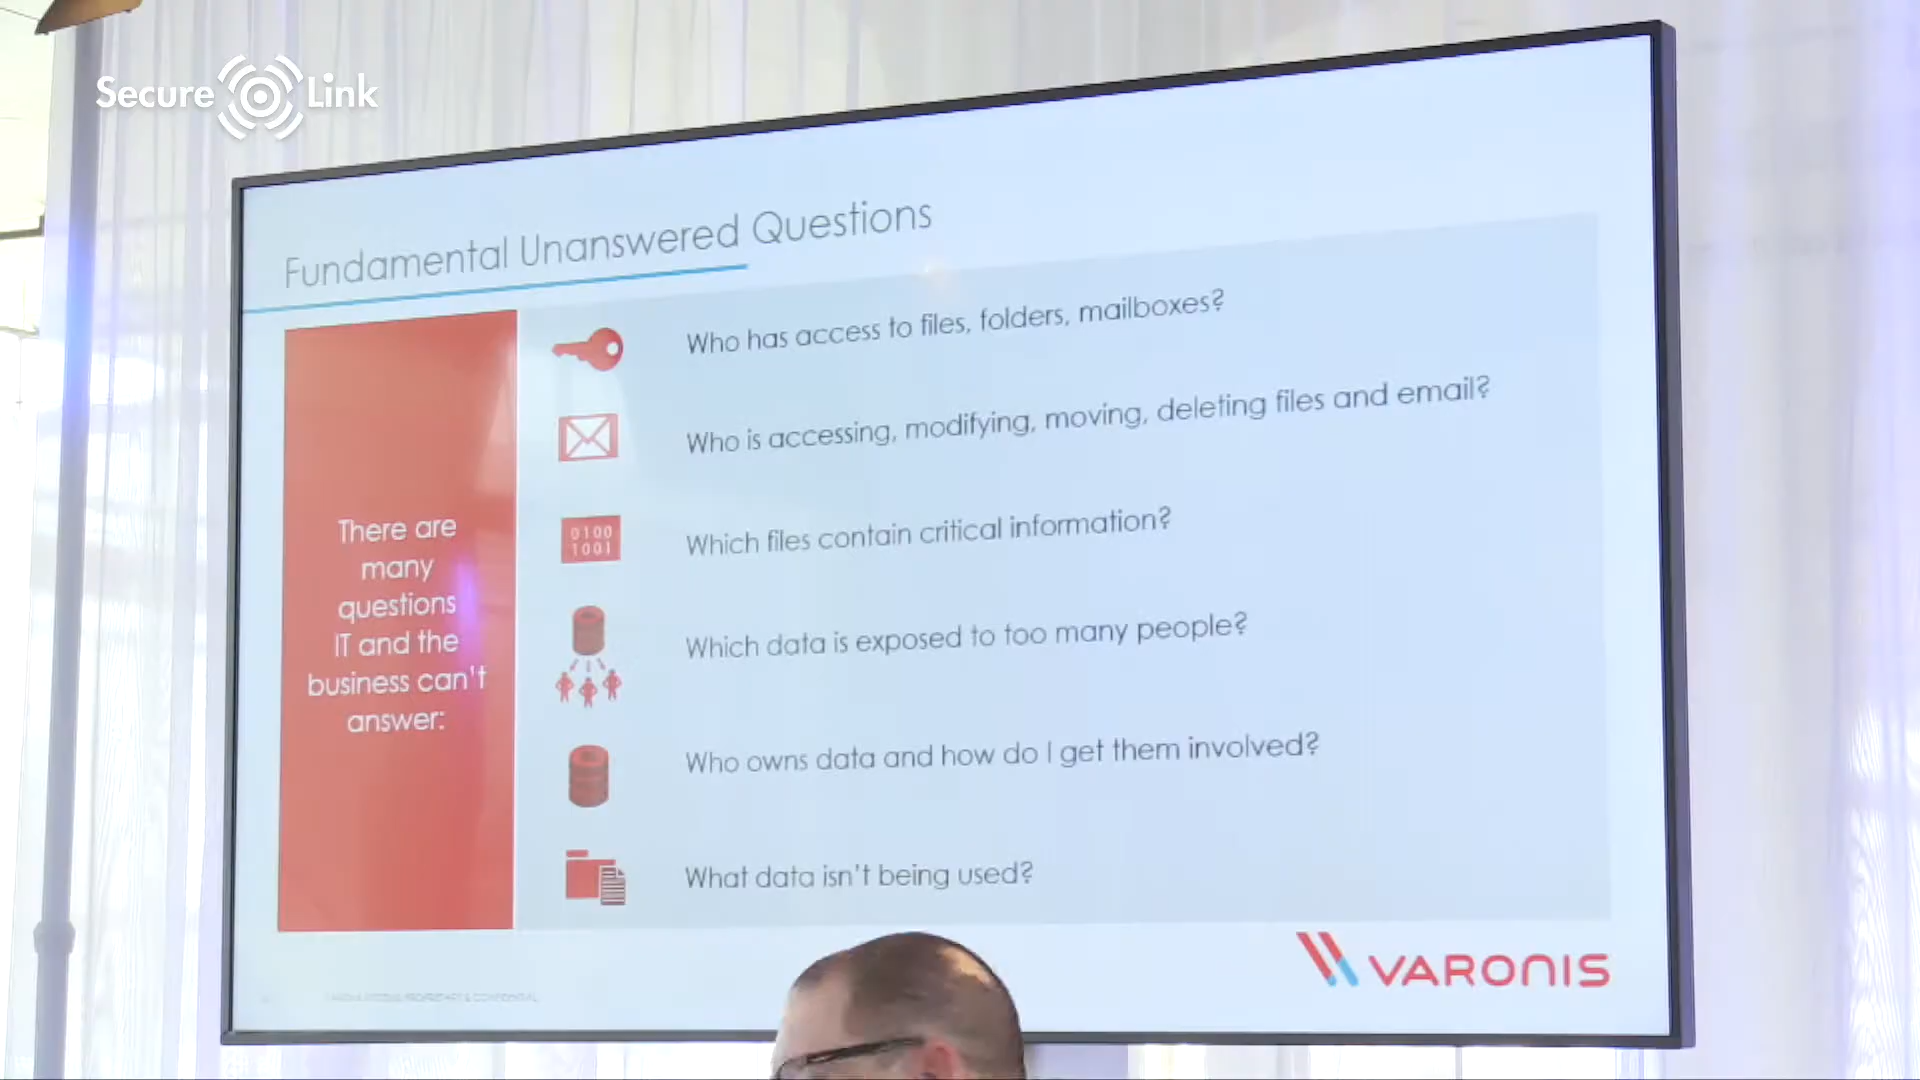 Secure Link
Fundamental Unanswered Questions
There are
many
questions
IT and the
business can't
answer:
Who has access to files, folders, mailboxes?
Who is accessing, modifying, moving, deleting files and email?
0100
1001
Which files contain critical information?
Which data is exposed to too many people?
Who owns data and how do I get them involved?
What data isn't being used?
VARONIS